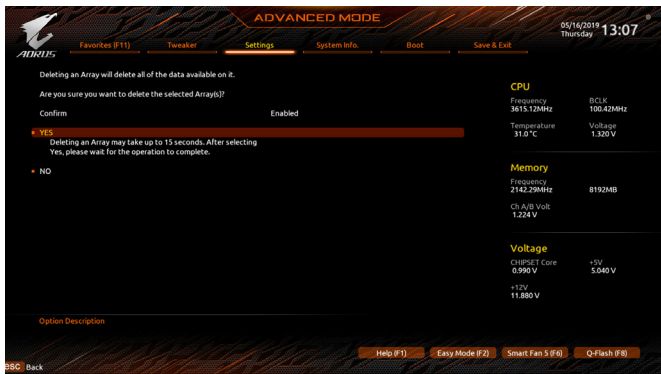 ADVANCED MODE
05/16/2019 Thursday 13:07
AORUS
Favorites (F11) Tweaker Settings System Info. Boot Save & Exit
Deleting an Array will delete all of the data available on it.
Are you sure you want to delete the selected Array(s)?
Confirm Enabled
YES
Deleting an Array may take up to 15 seconds. After selecting
Yes, please wait for the operation to complete.
NO
CPU
Frequency BCLK
3615.12MHz 100.42MHz
Temperature Voltage
31.0 °C 1.320 V
Memory
Frequency
2142.29MHz 8192MB
Ch A/B Volt
1.224 V
Voltage
CHIPSET Core +5V
0.990 V 5.040 V
+12V
11.880 V
Option Description
Help (F1) Easy Mode (F2) Smart Fan 5 (F6) Q-Flash (F8)
ESC Back